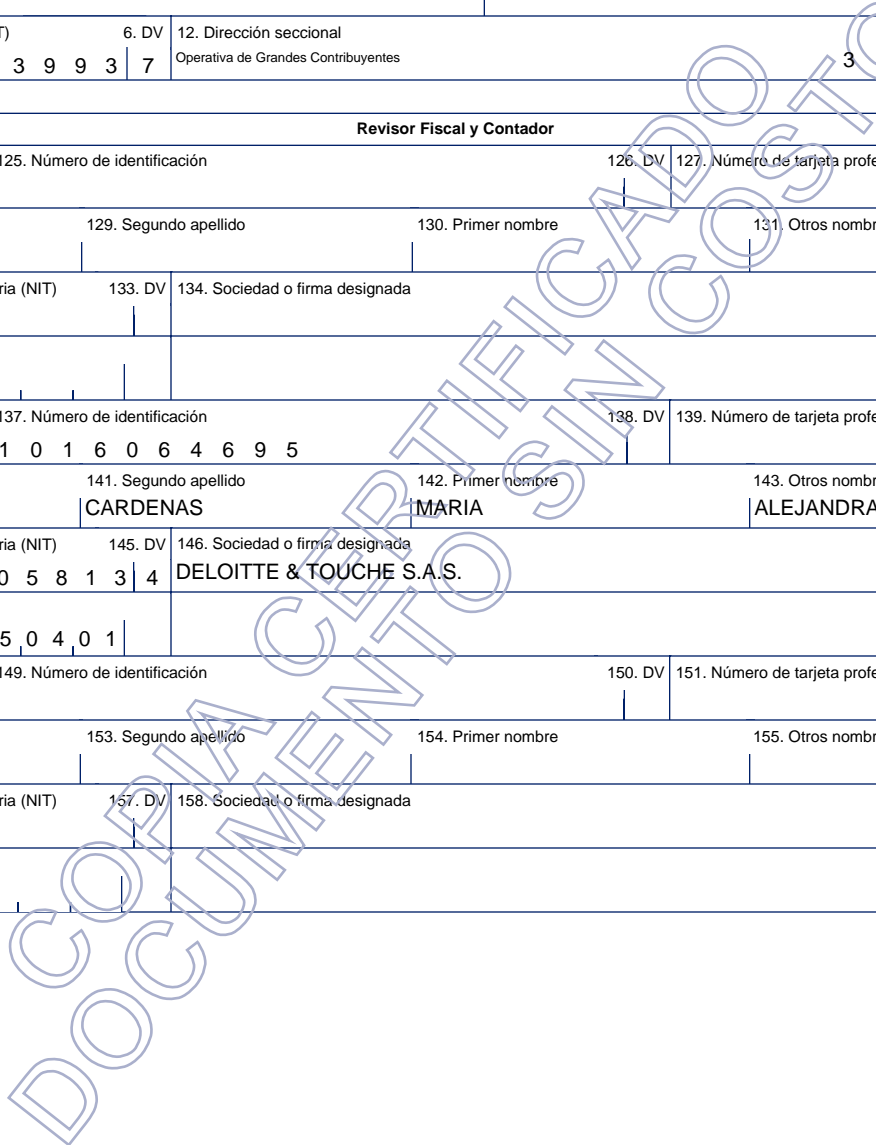 T) 6. DV 12. Dirección seccional
3 9 9 3 7 Operativa de Grandes Contribuyentes 3
Revisor Fiscal y Contador
125. Número de identificación 126. DV 127. Número de tarjeta profe
129. Segundo apellido 130. Primer nombre 131. Otros nombr
ria (NIT) 133. DV 134. Sociedad o firma designada
137. Número de identificación 138. DV 139. Número de tarjeta profe
1 0 1 6 0 6 4 6 9 5
141. Segundo apellido 142. Primer nombre 143. Otros nombr
CARDENAS MARIA ALEJANDRA
ria (NIT) 145. DV 146. Sociedad o firma designada
0 5 8 1 3 4 DELOITTE & TOUCHE S.A.S.
5 0 4 0 1
149. Número de identificación 150. DV 151. Número de tarjeta profe
153. Segundo apellido 154. Primer nombre 155. Otros nombr
ria (NIT) 157. DV 158. Sociedad o firma designada
COPIA CERTIFICADO
DOCUMENTO SIN COSTO